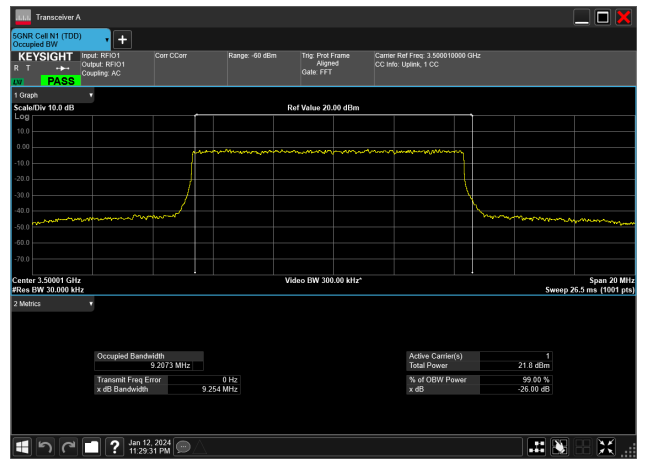 Transceiver A
5GNR Cell N1 (TDD)
Occupied BW
KEYSIGHT
R T
PASS
Input: RFIO1
Output: RFIO1
Coupling: AC
Corr CCorr
Range: -60 dBm
Trig: Prot Frame
Aligned
Gate: FFT
Carrier Ref Freq: 3.500010000 GHz
CC Info: Uplink, 1 CC
1 Graph
Scale/Div 10.0 dB
Ref Value 20.00 dBm
Log
10.0
0.00
-10.0
-20.0
-30.0
-40.0
-50.0
-60.0
-70.0
Center 3.50001 GHz
Video BW 300.00 kHz*
Span 20 MHz
#Res BW 30.000 kHz
Sweep 26.5 ms (1001 pts)
2 Metrics
Occupied Bandwidth
9.2073 MHz
Transmit Freq Error 0 Hz
x dB Bandwidth 9.254 MHz
Active Carrier(s) 1
Total Power 21.8 dBm
% of OBW Power 99.00 %
x dB -26.00 dB
Jan 12, 2024
11:29:31 PM